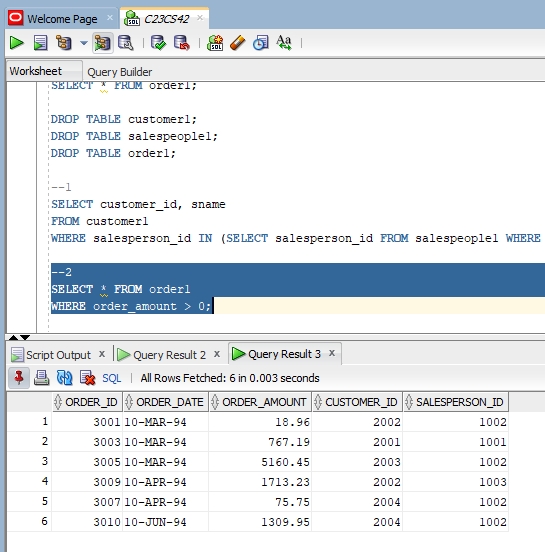 Welcome Page × C23CS42 ×
SQL
Worksheet Query Builder
SELECT * FROM order1;
DROP TABLE customer1;
DROP TABLE salespeople1;
DROP TABLE order1;
--1
SELECT customer_id, sname
FROM customer1
WHERE salesperson_id IN (SELECT salesperson_id FROM salespeople1 WHERE
--2
SELECT * FROM order1
WHERE order_amount > 0;
Script Output × Query Result 2 × Query Result 3 ×
SQL | All Rows Fetched: 6 in 0.003 seconds
ORDER_ID ORDER_DATE ORDER_AMOUNT CUSTOMER_ID SALESPERSON_ID
1 3001 10-MAR-94 18.96 2002 1002
2 3003 10-MAR-94 767.19 2001 1001
3 3005 10-MAR-94 5160.45 2003 1002
4 3009 10-APR-94 1713.23 2002 1003
5 3007 10-APR-94 75.75 2004 1002
6 3010 10-JUN-94 1309.95 2004 1002